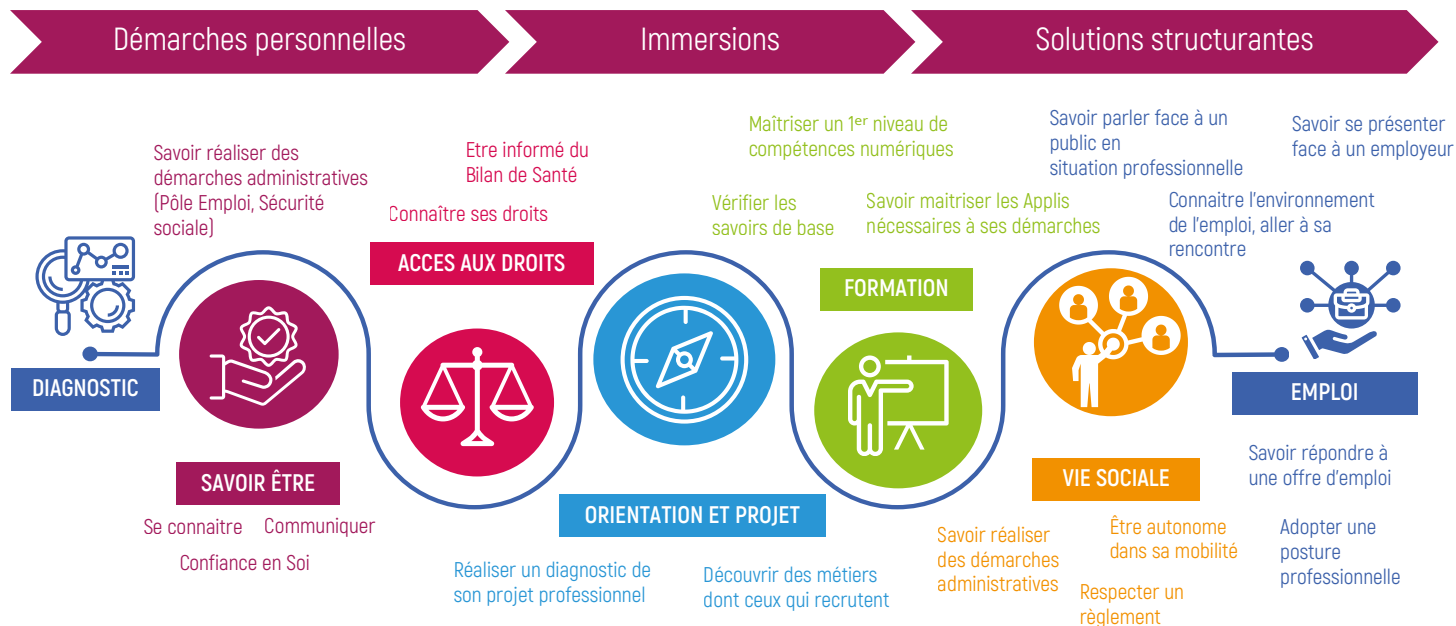 Démarches personnelles
Immersions
Solutions structurantes
Savoir réaliser des
démarches administratives
(Pôle Emploi, Sécurité
sociale)
Etre informé du
Bilan de Santé
Connaître ses droits
Maîtriser un 1er niveau de
compétences numériques
Vérifier les
savoirs de base
Savoir maitriser les Applis
nécessaires à ses démarches
Savoir parler face à un
public en
situation professionnelle
Savoir se présenter
face à un employeur
Connaitre l'environnement
de l'emploi, aller à sa
rencontre
DIAGNOSTIC
SAVOIR ÊTRE
Se connaitre
Communiquer
Confiance en Soi
ACCES AUX DROITS
ORIENTATION ET PROJET
Réaliser un diagnostic de
son projet professionnel
Découvrir des métiers
dont ceux qui recrutent
FORMATION
VIE SOCIALE
Savoir réaliser
des démarches
administratives
Être autonome
dans sa mobilité
Respecter un
règlement
EMPLOI
Savoir répondre à
une offre d'emploi
Adopter une
posture
professionnelle